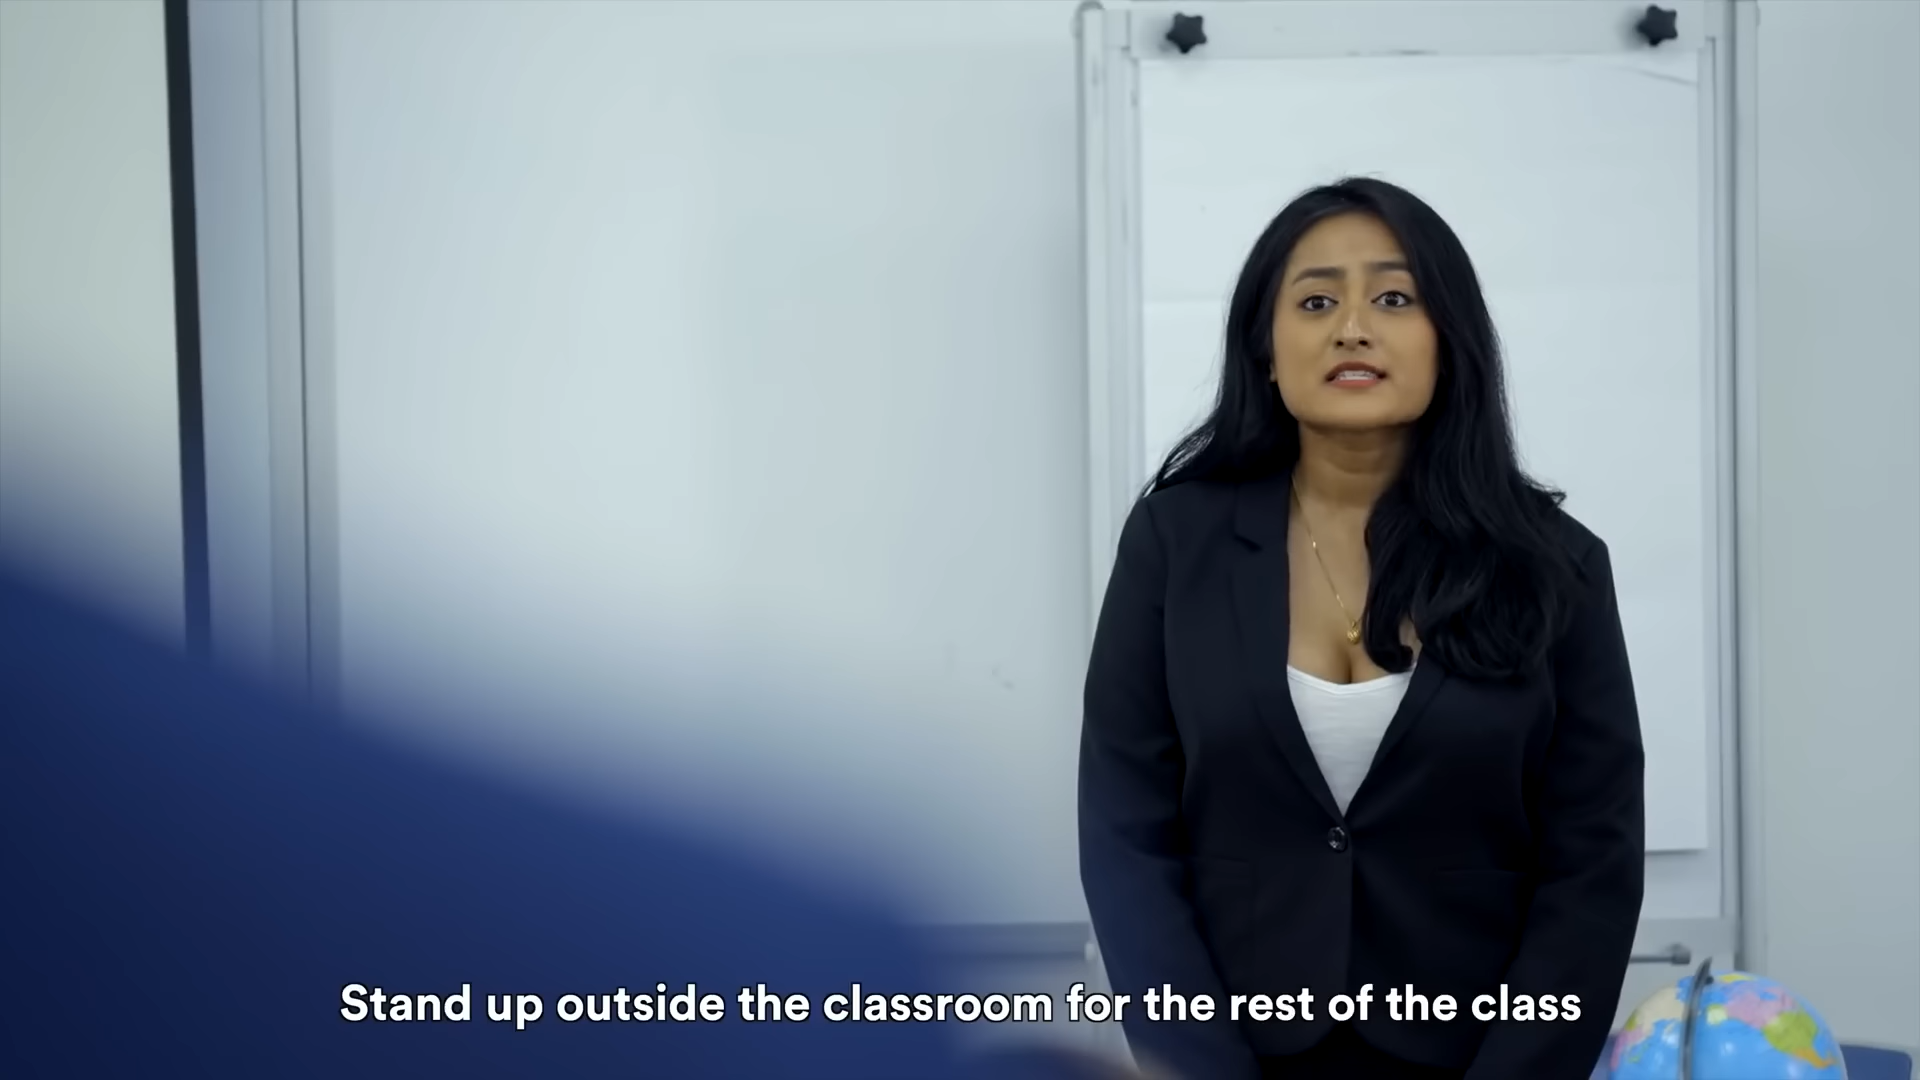 Stand up outside the classroom for the rest of the class